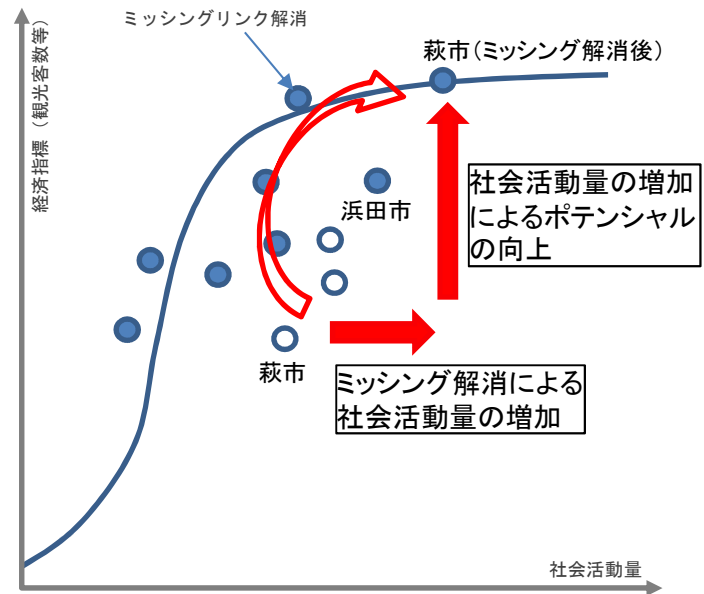 ミッシングリンク解消
萩市(ミッシング解消後)
経済指標(観光客数等)
社会活動量の増加
によるポテンシャル
の向上
浜田市
萩市
ミッシング解消による
社会活動量の増加
社会活動量